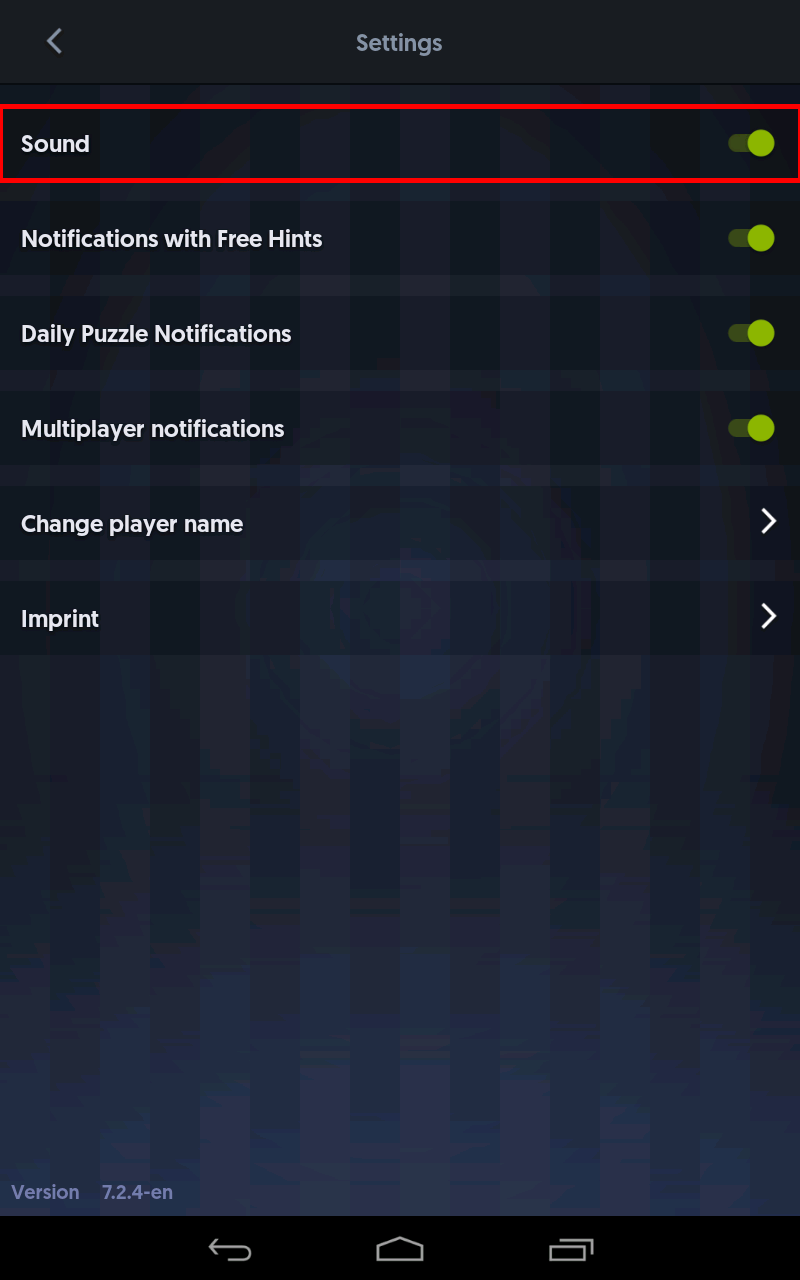 Settings
Sound
Notifications with Free Hints
Daily Puzzle Notifications
Multiplayer notifications
Change player name
Imprint
Version 7.2.4-en